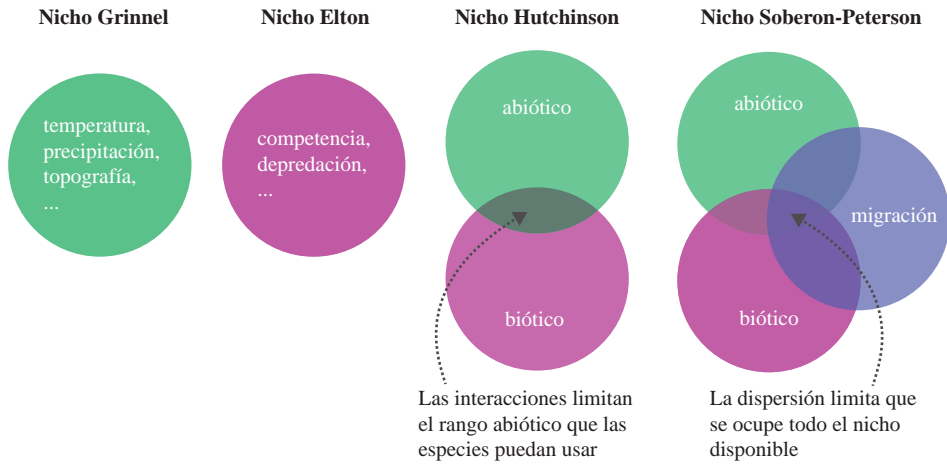 Nicho Grinnel
Nicho Elton
Nicho Hutchinson
Nicho Soberon-Peterson
temperatura,
precipitación,
topografía,
...
competencia,
depredación,
...
abiótico
biótico
abiótico
migración
biótico
Las interacciones limitan
el rango abiótico que las
especies puedan usar
La dispersión limita que
se ocupe todo el nicho
disponible